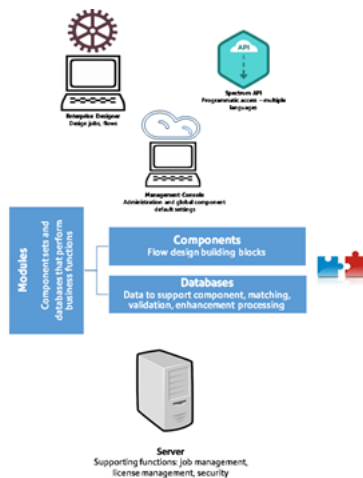 API
Enterprise Designer
Design jobs, flows
Spectrum API
Programmatic access – multiple
languages
Management Console
Administration and global component
default settings
Modules
Component sets and
databases that perform
business functions
Components
Flow design building blocks
Databases
Data to support component, matching,
validation, enhancement processing
Server
Supporting functions: job management,
license management, security